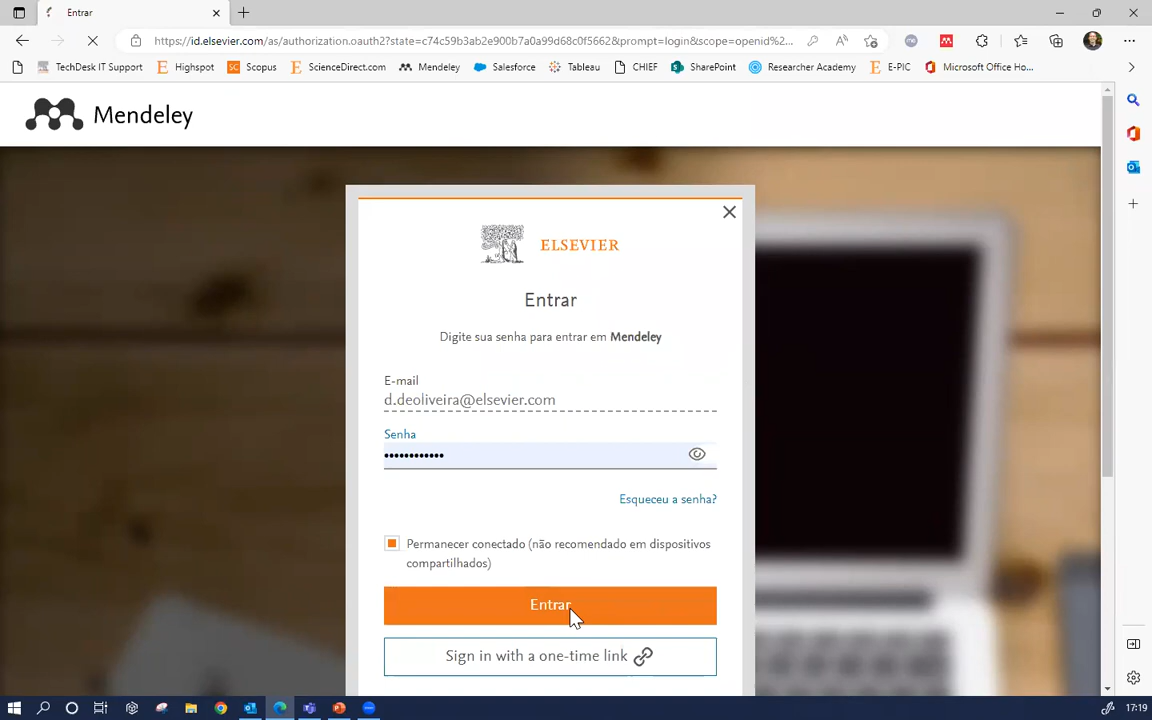 Entrar
https://id.elsevier.com/as/authorization.oauth2?state=c74c59b3ab2e900b7a0a99d68c0f5662&prompt=login&scope=openid%2...
TechDesk IT Support Highspot SC Scopus ScienceDirect.com Mendeley Salesforce Tableau CHIEF SharePoint Researcher Academy E-PIC Microsoft Office Ho...
Mendeley
ELSEVIER
Entrar
Digite sua senha para entrar em Mendeley
E-mail
d.deoliveira@elsevier.com
Senha
••••••••••••
Esqueceu a senha?
Permanecer conectado (não recomendado em dispositivos
compartilhados)
Entrar
Sign in with a one-time link
17:19